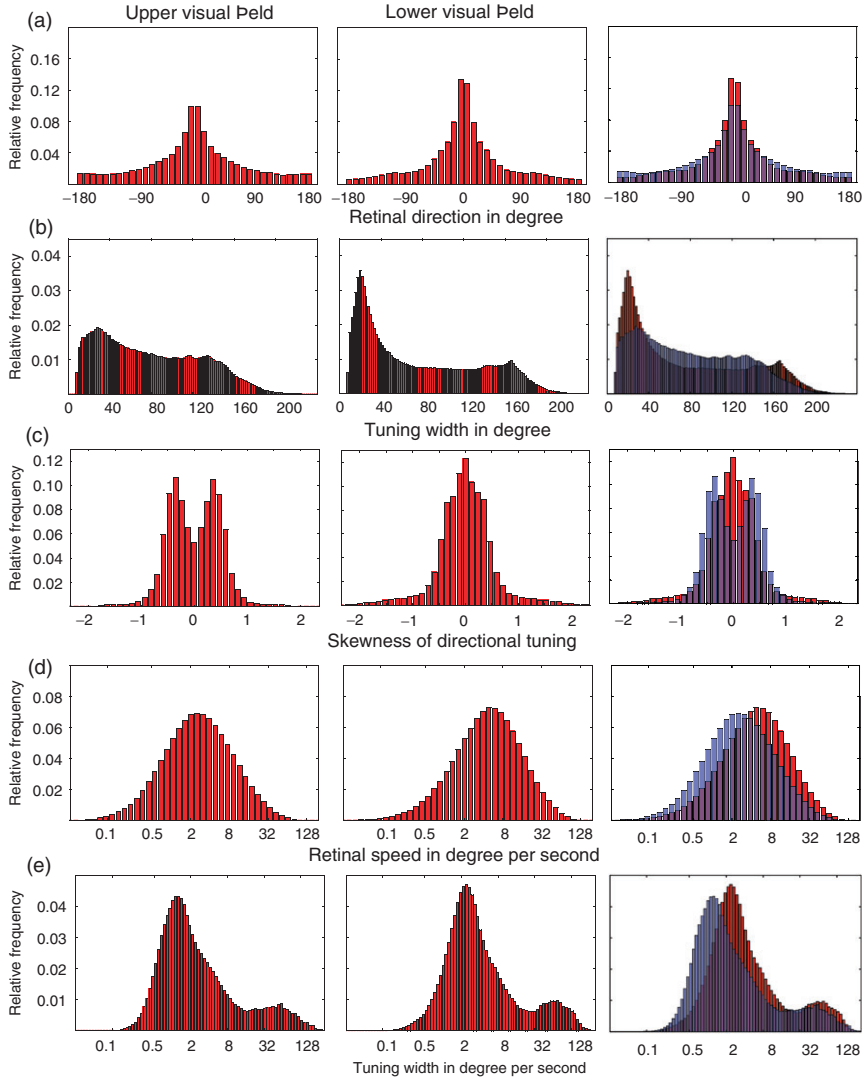 (a)
Upper visual Þeld
Lower visual Þeld
Relative frequency
0.16
0.12
0.08
0.04
−180 −90 0 90 180
−180 −90 0 90 180
−180 −90 0 90 180
Retinal direction in degree
(b)
Relative frequency
0.04
0.03
0.02
0.01
0 40 80 120 160 200
0 40 80 120 160 200
0 40 80 120 160 200
Tuning width in degree
(c)
Relative frequency
0.12
0.10
0.08
0.06
0.04
0.02
−2 −1 0 1 2
−2 −1 0 1 2
−2 −1 0 1 2
Skewness of directional tuning
(d)
Relative frequency
0.08
0.06
0.04
0.02
0.1 0.5 2 8 32 128
0.1 0.5 2 8 32 128
0.1 0.5 2 8 32 128
Retinal speed in degree per second
(e)
Relative frequency
0.04
0.03
0.02
0.01
0.1 0.5 2 8 32 128
0.1 0.5 2 8 32 128
0.1 0.5 2 8 32 128
Tuning width in degree per second